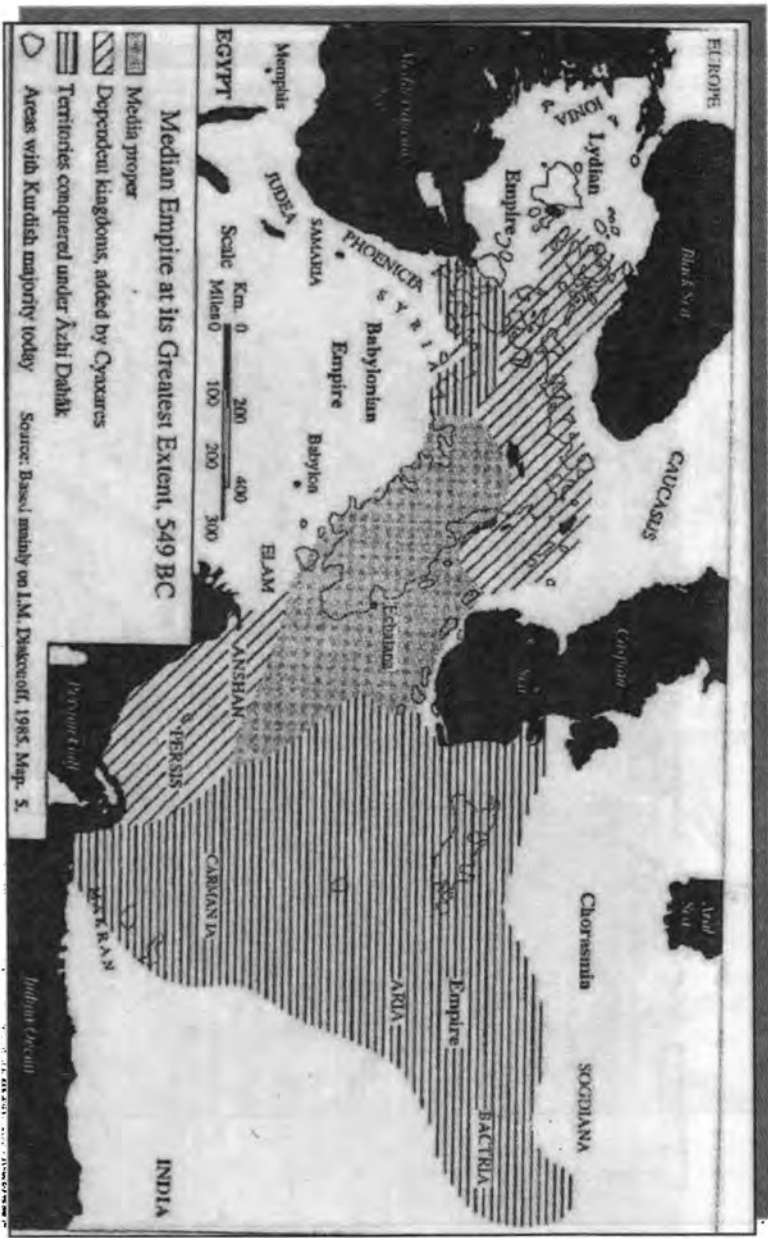 EUROPE
Black Sea
CAUCASUS
Caspian
Sea
Aral
Sea
Chorasmia
SOGDIANA
IONIA
Lydian
Empire
Mediterranean
Sea
PHOENICIA
SYRIA
SAMARIA
JUDEA
Memphis
EGYPT
Babylonian
Empire
Babylon
ELAM
Ecbatana
ANSHAN
PERSIS
Persian Gulf
CARMANIA
MAKRAN
ARIA
Empire
BACTRIA
INDIA
Indian Ocean
Scale Km. 0 200 400
Miles 0 100 200 300
Median Empire at its Greatest Extent, 549 BC
Media proper
Dependent kingdoms, added by Cyaxares
Territories conquered under Âzhi Dahâk
Areas with Kurdish majority today
Source: Based mainly on I.M. Diakonoff, 1985, Map. 5.